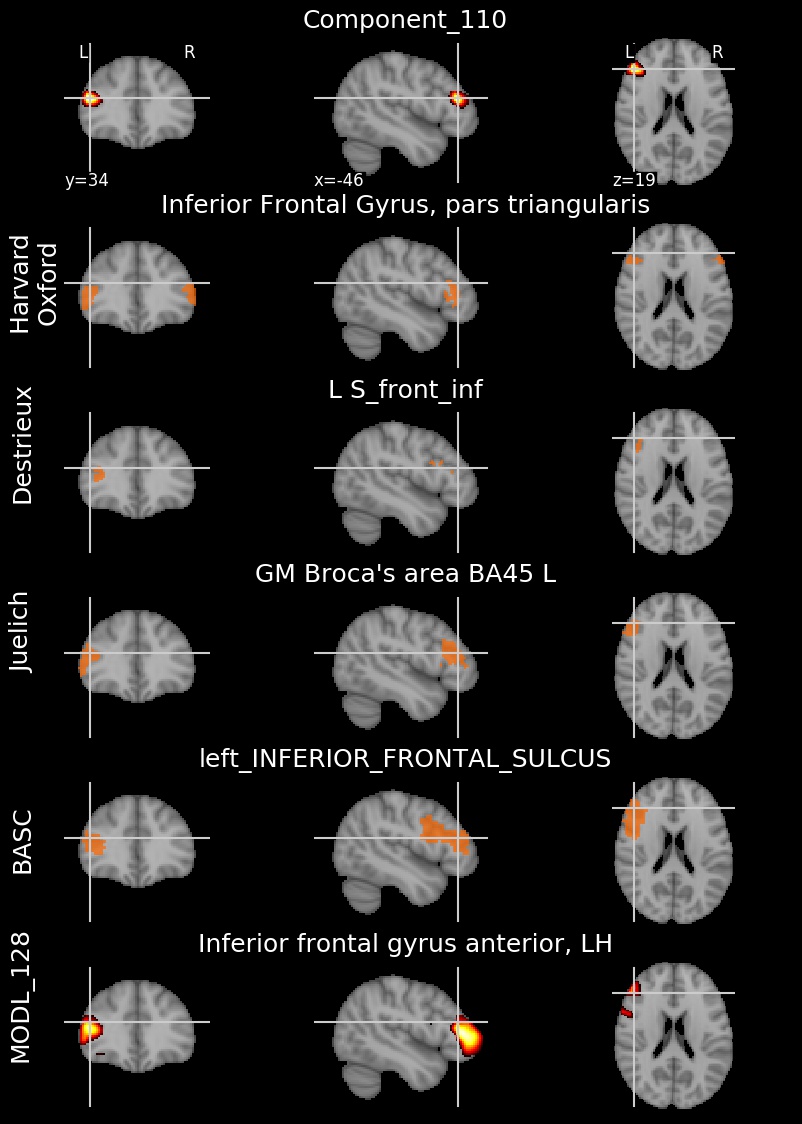 Component_110
L R
L R
y=34
x=-46
z=19
Inferior Frontal Gyrus, pars triangularis
Harvard
Oxford
L S_front_inf
Destrieux
GM Broca's area BA45 L
Juelich
left_INFERIOR_FRONTAL_SULCUS
BASC
Inferior frontal gyrus anterior, LH
MODL_128